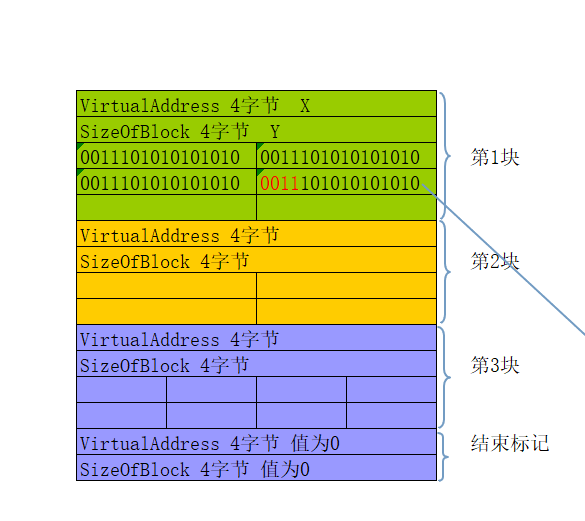 VirtualAddress 4字节  X
SizeOfBlock 4字节  Y
0011101010101010 0011101010101010
第1块
0011101010101010 0011101010101010
VirtualAddress 4字节
SizeOfBlock 4字节
第2块
VirtualAddress 4字节
SizeOfBlock 4字节
第3块
VirtualAddress 4字节 值为0
结束标记
SizeOfBlock 4字节 值为0